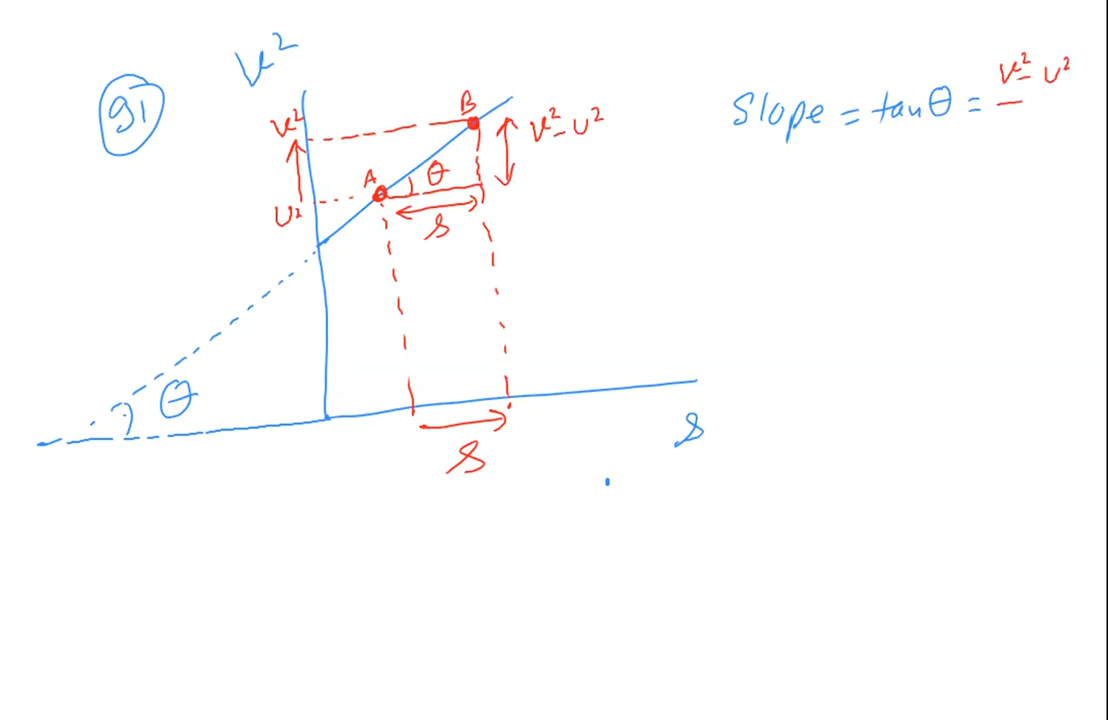 91
v²
Slope = tanθ = v² - u²
v²
B
v² - u²
A
θ
u²
s
θ
s
s